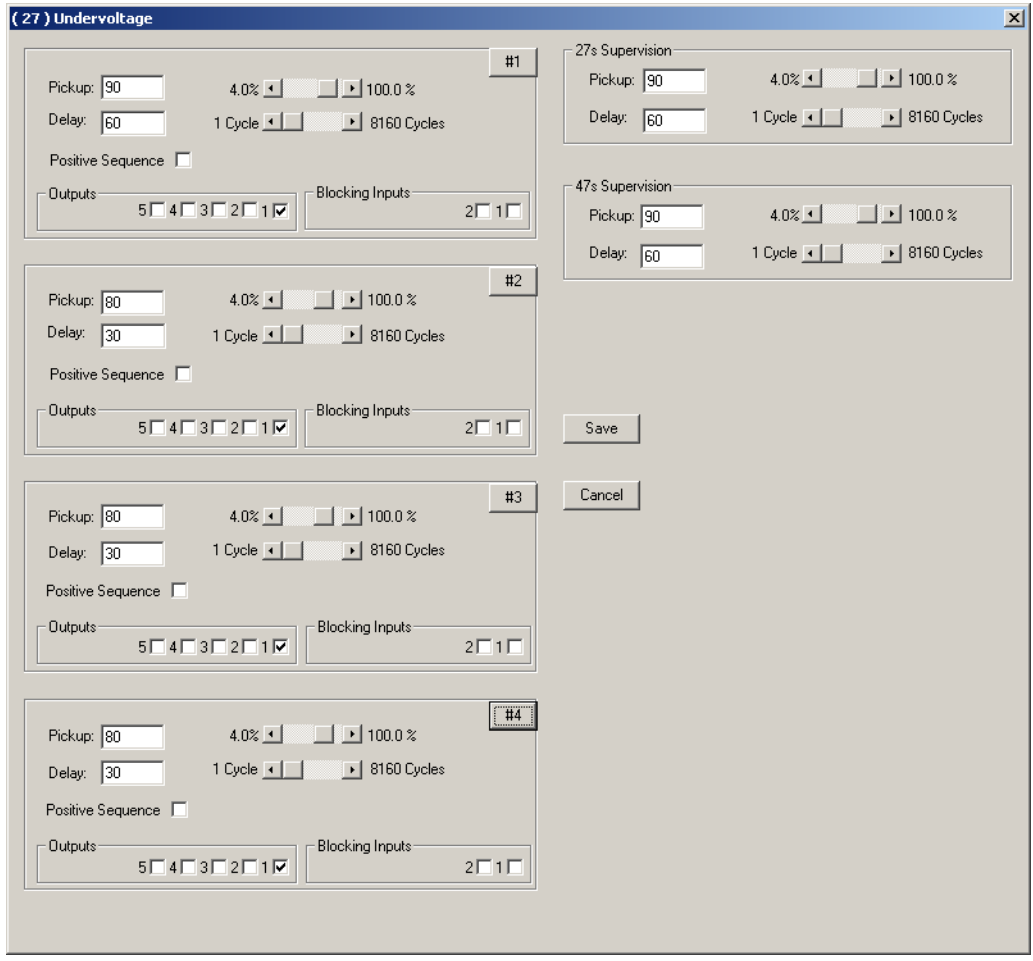 ( 27 ) Undervoltage
#1
Pickup: 90 4.0% 100.0 %
Delay: 60 1 Cycle 8160 Cycles
Positive Sequence
Outputs Blocking Inputs
5 4 3 2 1 2 1
#2
Pickup: 80 4.0% 100.0 %
Delay: 30 1 Cycle 8160 Cycles
Positive Sequence
Outputs Blocking Inputs
5 4 3 2 1 2 1
#3
Pickup: 80 4.0% 100.0 %
Delay: 30 1 Cycle 8160 Cycles
Positive Sequence
Outputs Blocking Inputs
5 4 3 2 1 2 1
#4
Pickup: 80 4.0% 100.0 %
Delay: 30 1 Cycle 8160 Cycles
Positive Sequence
Outputs Blocking Inputs
5 4 3 2 1 2 1
27s Supervision
Pickup: 90 4.0% 100.0 %
Delay: 60 1 Cycle 8160 Cycles
47s Supervision
Pickup: 90 4.0% 100.0 %
Delay: 60 1 Cycle 8160 Cycles
Save
Cancel